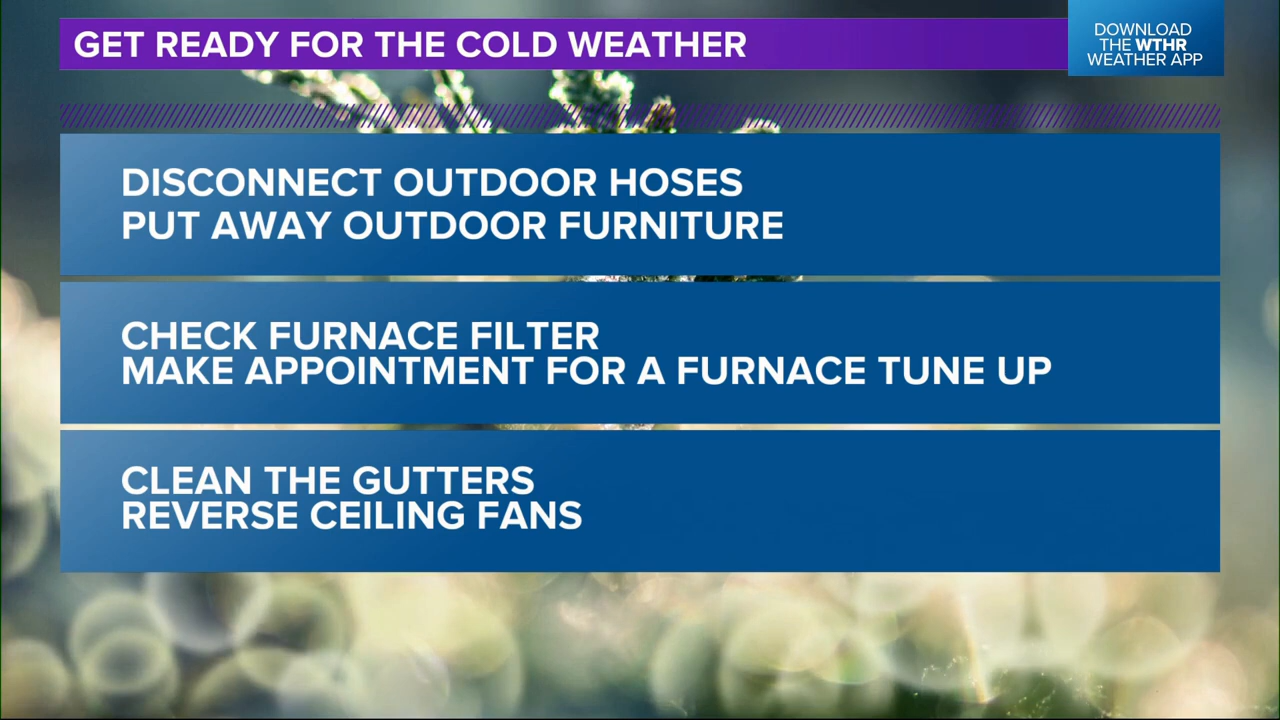 GET READY FOR THE COLD WEATHER
DOWNLOAD
THE WTHR
WEATHER APP
DISCONNECT OUTDOOR HOSES
PUT AWAY OUTDOOR FURNITURE
CHECK FURNACE FILTER
MAKE APPOINTMENT FOR A FURNACE TUNE UP
CLEAN THE GUTTERS
REVERSE CEILING FANS